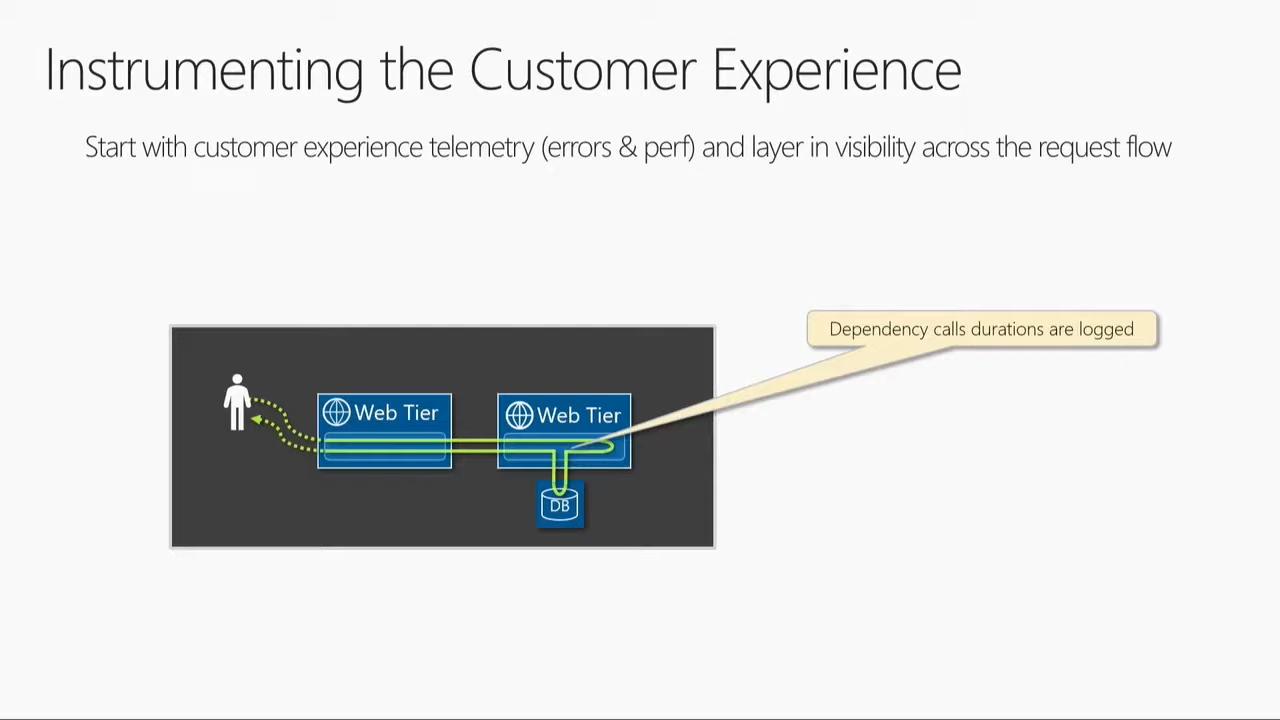 Instrumenting the Customer Experience
Start with customer experience telemetry (errors & perf) and layer in visibility across the request flow
Dependency calls durations are logged
Web Tier
Web Tier
DB